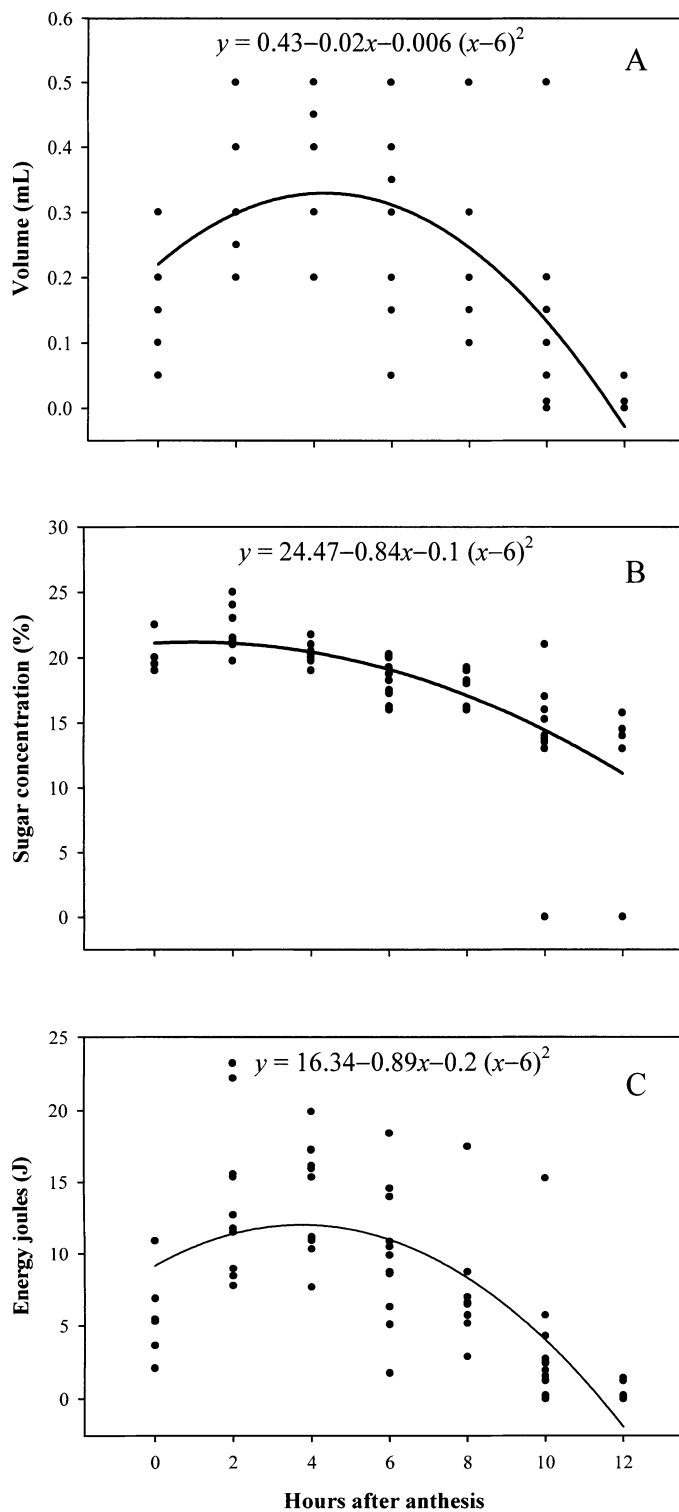 y = 0.43–0.02x–0.006 (x–6)²
A
0.6
0.5
0.4
0.3
0.2
0.1
0.0
Volume (mL)
y = 24.47–0.84x–0.1 (x–6)²
B
30
25
20
15
10
5
0
Sugar concentration (%)
y = 16.34–0.89x–0.2 (x–6)²
C
25
20
15
10
5
0
Energy joules (J)
0 2 4 6 8 10 12
Hours after anthesis